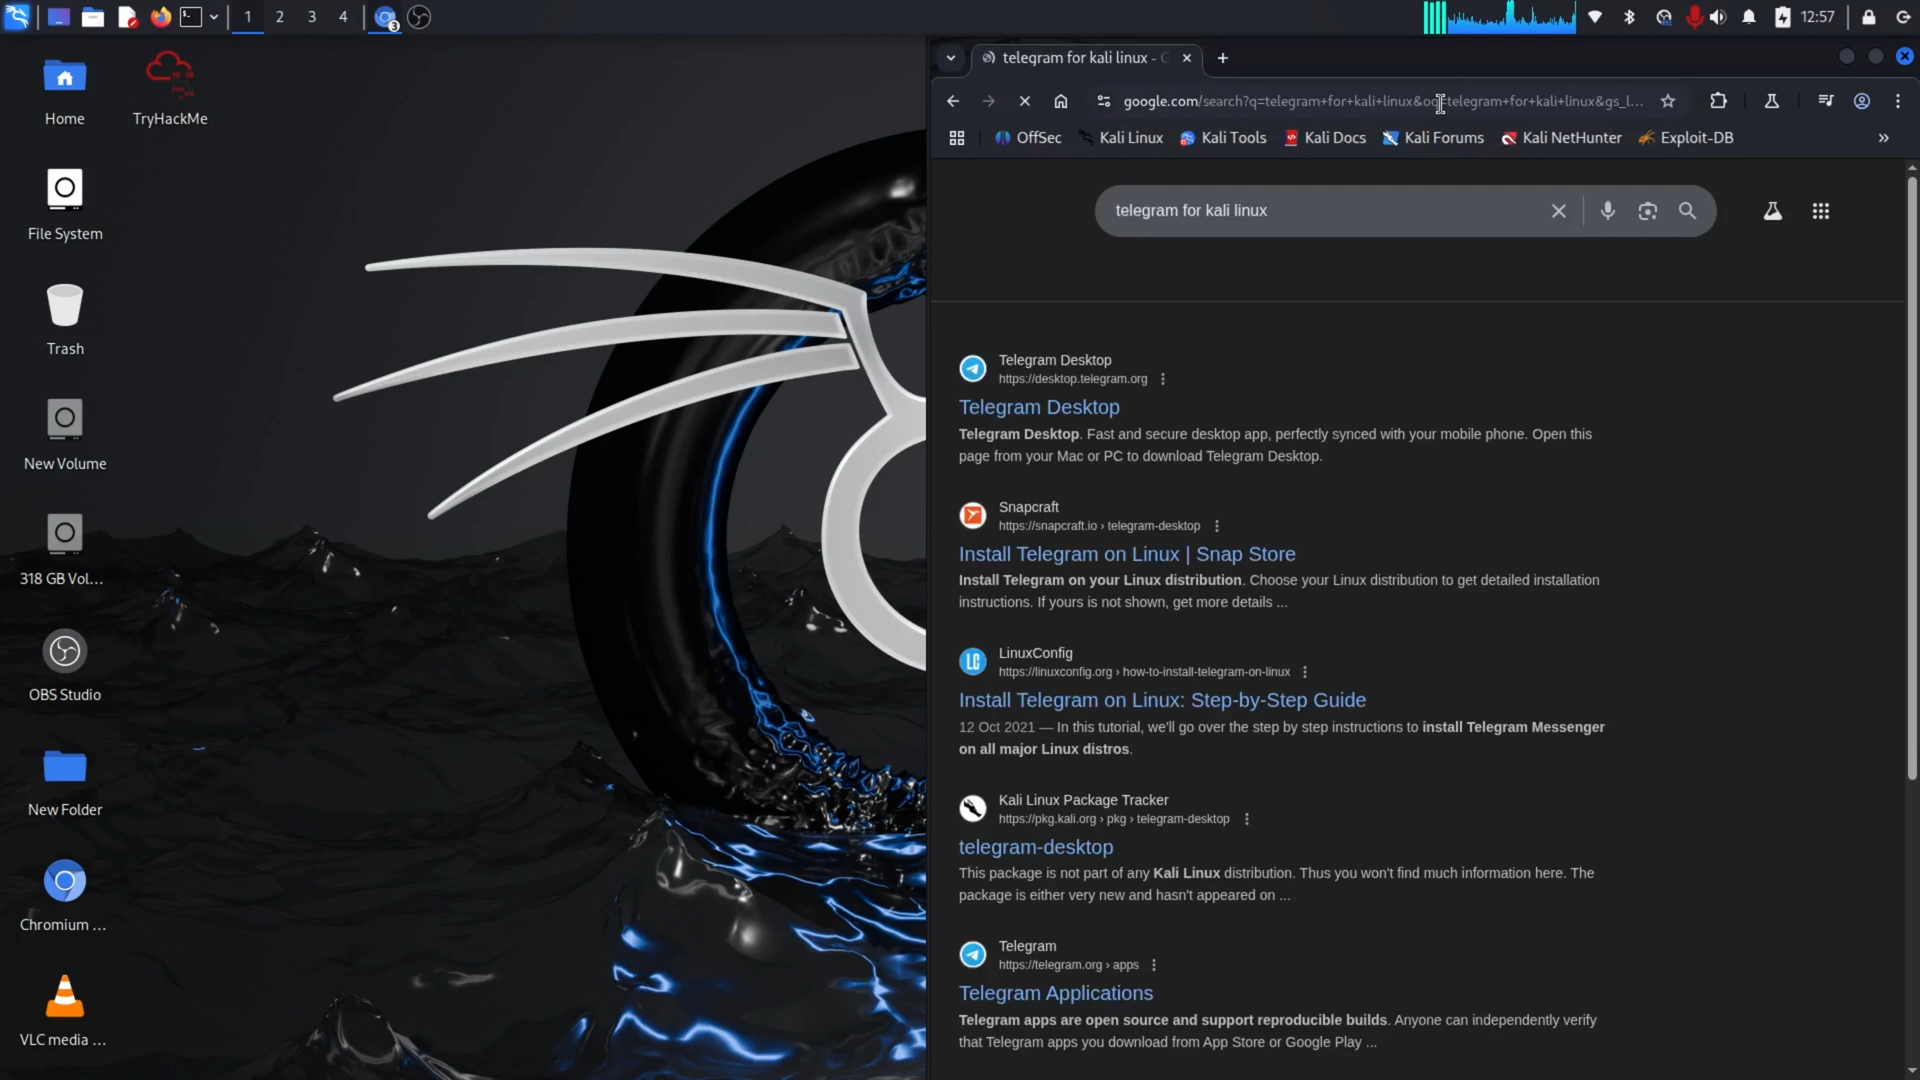 1 2 3 4 3 12:57
Home
TryHackMe
File System
Trash
New Volume
318 GB Vol...
OBS Studio
New Folder
Chromium ...
VLC media ...
telegram for kali linux -
google.com/search?q=telegram+for+kali+linux&oq=telegram+for+kali+linux&gs_l...
OffSec Kali Linux Kali Tools Kali Docs Kali Forums Kali NetHunter Exploit-DB »
telegram for kali linux
Telegram Desktop
https://desktop.telegram.org
Telegram Desktop
Telegram Desktop. Fast and secure desktop app, perfectly synced with your mobile phone. Open this
page from your Mac or PC to download Telegram Desktop.
Snapcraft
https://snapcraft.io › telegram-desktop
Install Telegram on Linux | Snap Store
Install Telegram on your Linux distribution. Choose your Linux distribution to get detailed installation
instructions. If yours is not shown, get more details ...
LC
LinuxConfig
https://linuxconfig.org › how-to-install-telegram-on-linux
Install Telegram on Linux: Step-by-Step Guide
12 Oct 2021 — In this tutorial, we'll go over the step by step instructions to install Telegram Messenger
on all major Linux distros.
Kali Linux Package Tracker
https://pkg.kali.org › pkg › telegram-desktop
telegram-desktop
This package is not part of any Kali Linux distribution. Thus you won't find much information here. The
package is either very new and hasn't appeared on ...
Telegram
https://telegram.org › apps
Telegram Applications
Telegram apps are open source and support reproducible builds. Anyone can independently verify
that Telegram apps you download from App Store or Google Play ...